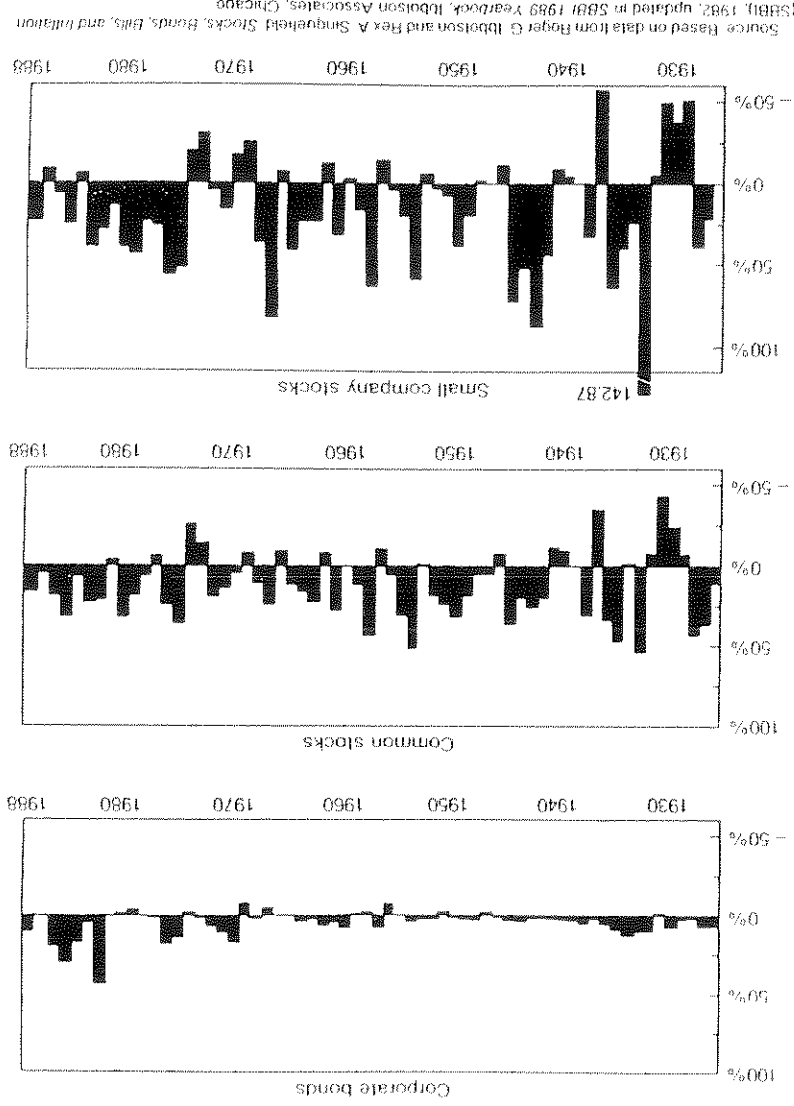 Corporate bonds
100%
50%
0%
– 50%
1930 1940 1950 1960 1970 1980 1988
Common stocks
100%
50%
0%
– 50%
1930 1940 1950 1960 1970 1980 1988
Small company stocks
142.87
100%
50%
0%
– 50%
1930 1940 1950 1960 1970 1980 1988
Source Based on data from Roger G Ibbotson and Rex A Sinquefield, Stocks, Bonds, Bills, and Inflation
(SBBI), 1982, updated in SBBI 1989 Yearbook, Ibbotson Associates, Chicago